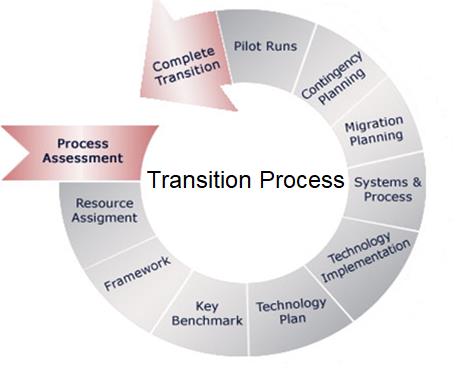 Process
Assessment
Resource
Assigment
Framework
Key
Benchmark
Technology
Plan
Technology
Implementation
Systems &
Process
Migration
Planning
Contingency
Planning
Pilot Runs
Complete
Transition
Transition Process